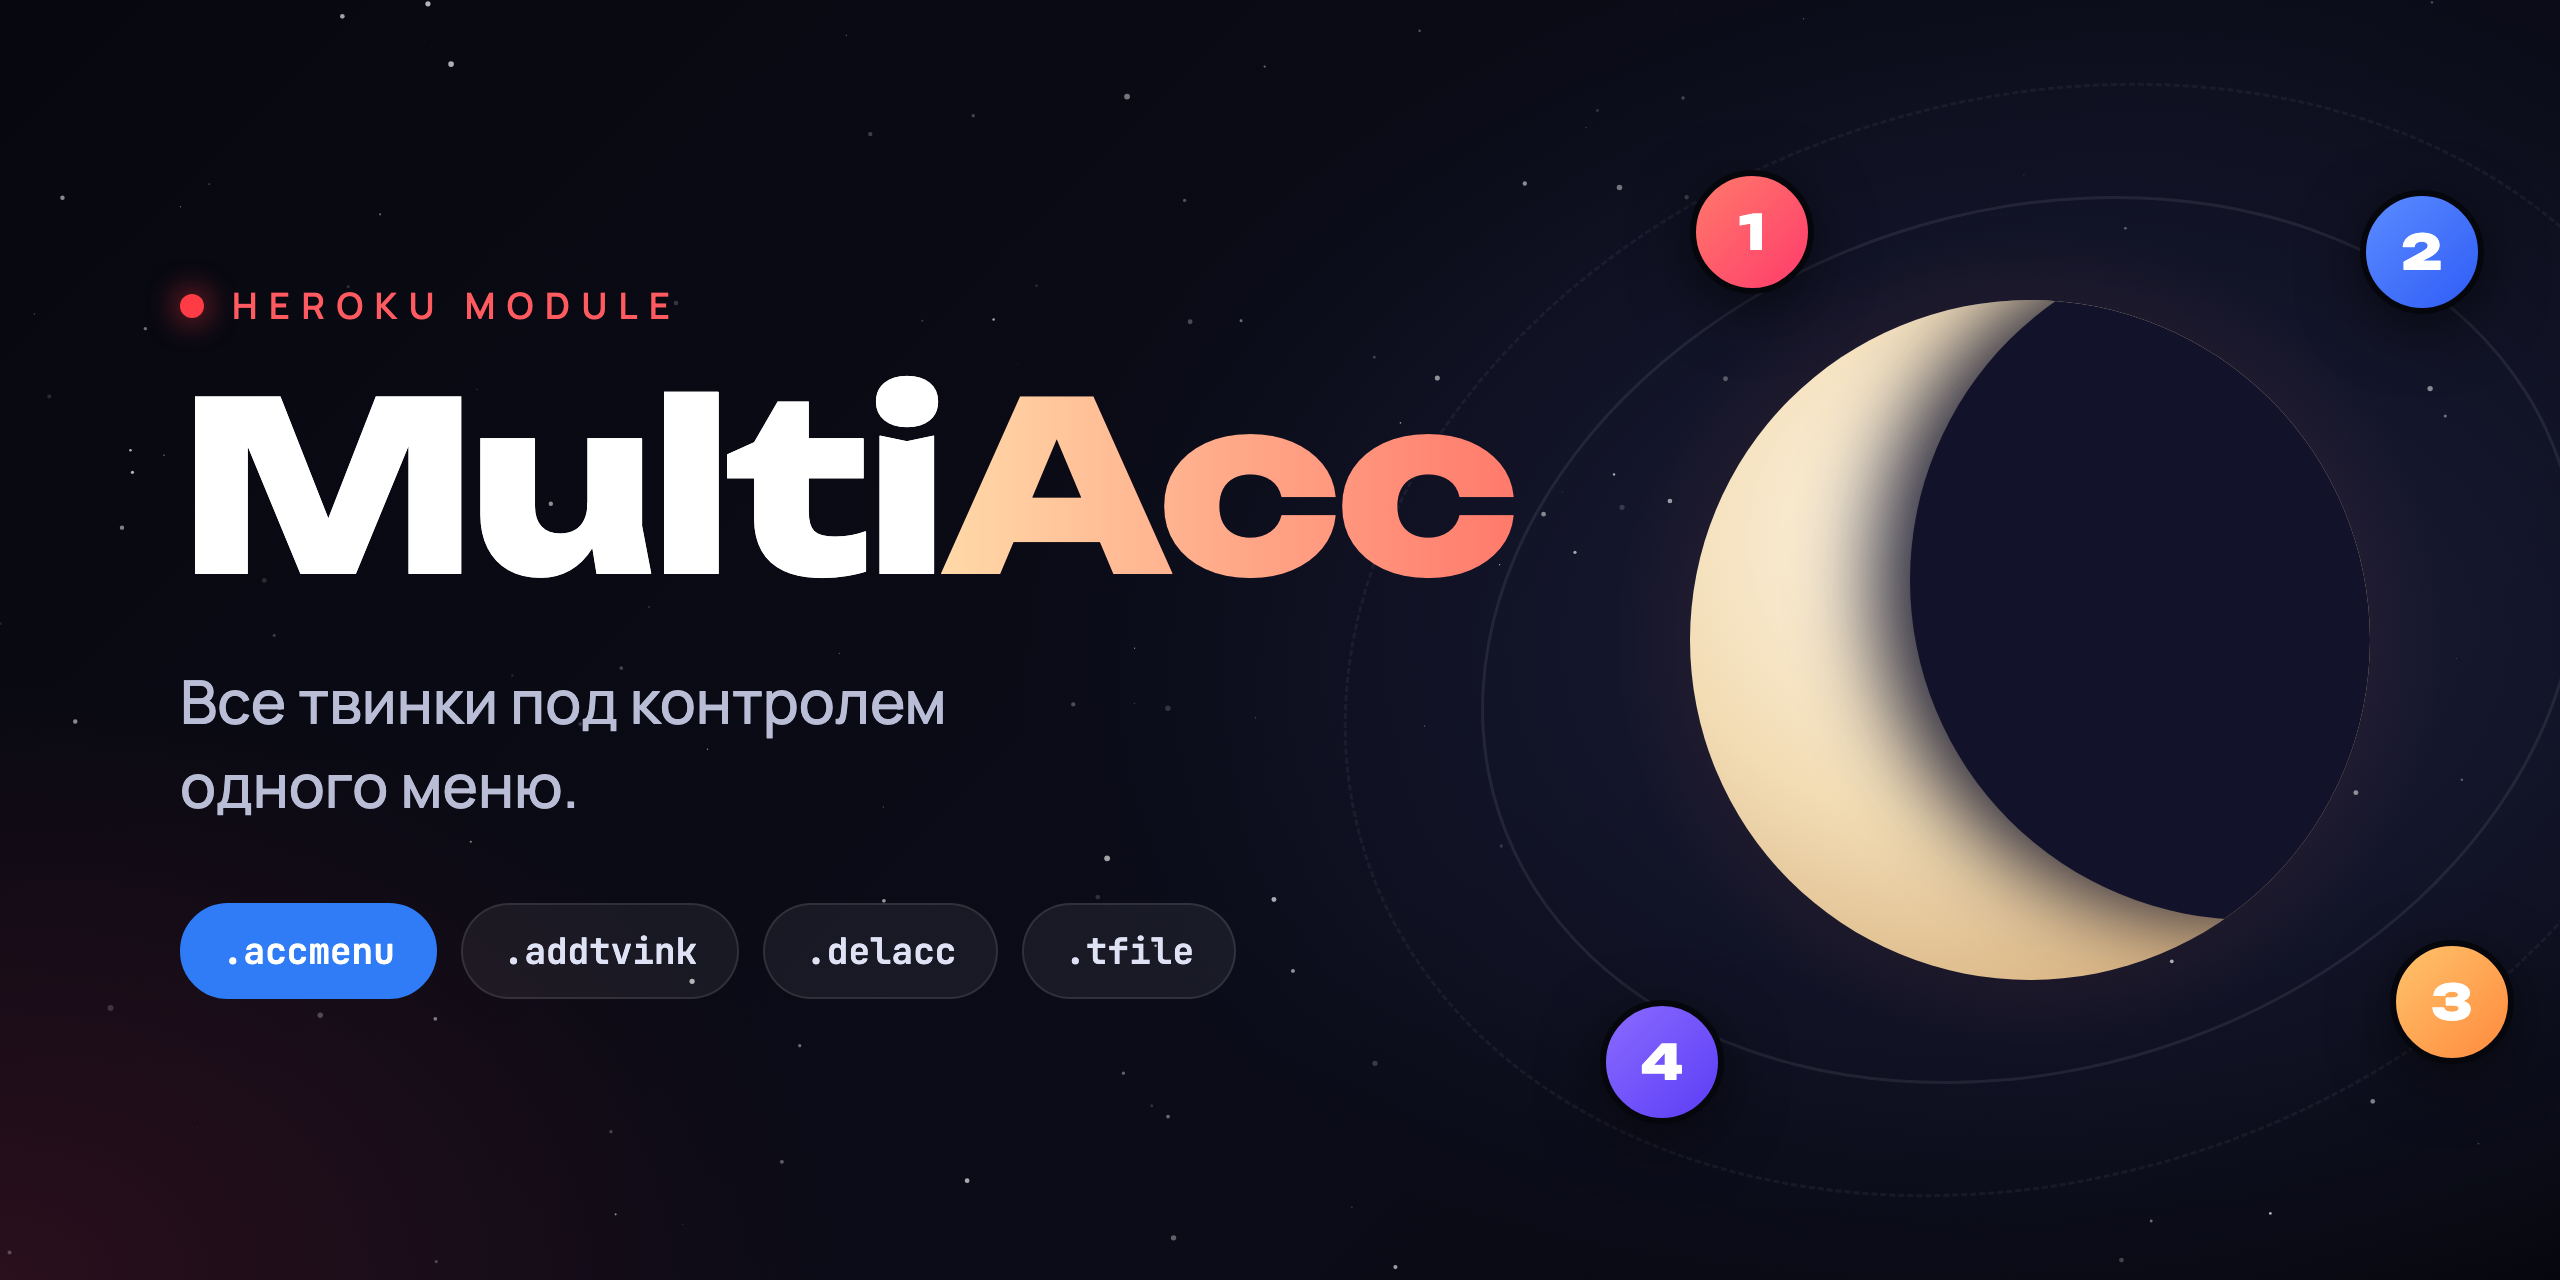 HEROKU MODULE
MultiAcc
Все твинки под контролем
одного меню.
.accmenu .addtvink .delacc .tfile
1
2
3
4